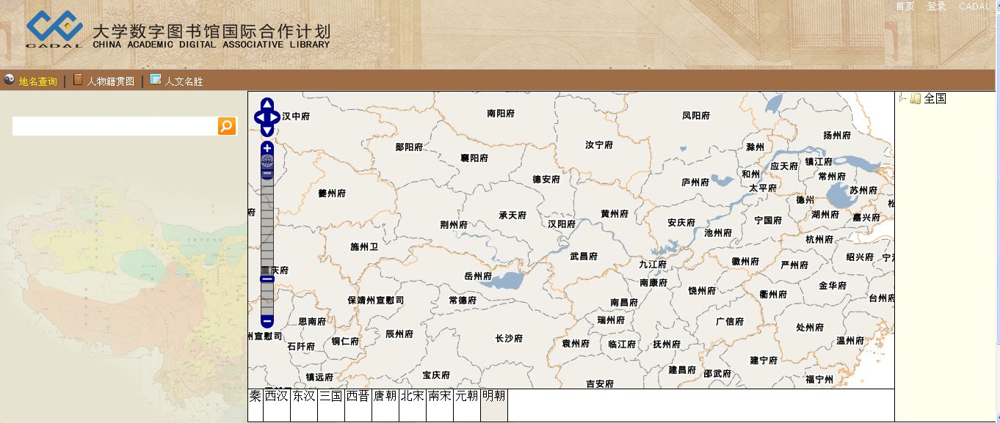 首页 登录 CADAL
CADAL
大学数字图书馆国际合作计划
CHINA ACADEMIC DIGITAL ASSOCIATIVE LIBRARY
地名查询 | 人物籍贯图 | 人文名胜
全国
汉中府
南阳府
凤阳府
扬州府
郧阳府
汝宁府
滁州
襄阳府
镇江府
应天府
和州
常州府
德安府
庐州府
太平府
苏州府
夔州府
德州
松
府
承天府
黄州府
湖州府
嘉兴府
荆州府
汉阳府
安庆府
宁国府
池州府
杭州府
施州卫
武昌府
绍兴府
九江府
徽州府
严州府
重庆府
岳州府
南康府
饶州府
金华府
衢州府
台州府
保靖州宣慰司
常德府
南昌府
思南府
瑞州府
广信府
处州府
州宣慰司
辰州府
长沙府
温州府
石阡府
铜仁府
袁州府
临江府
抚州府
建宁府
镇远府
宝庆府
建昌府
邵武府
福宁州
吉安府
秦 西汉 东汉 三国 西晋 唐朝 北宋 南宋 元朝 明朝